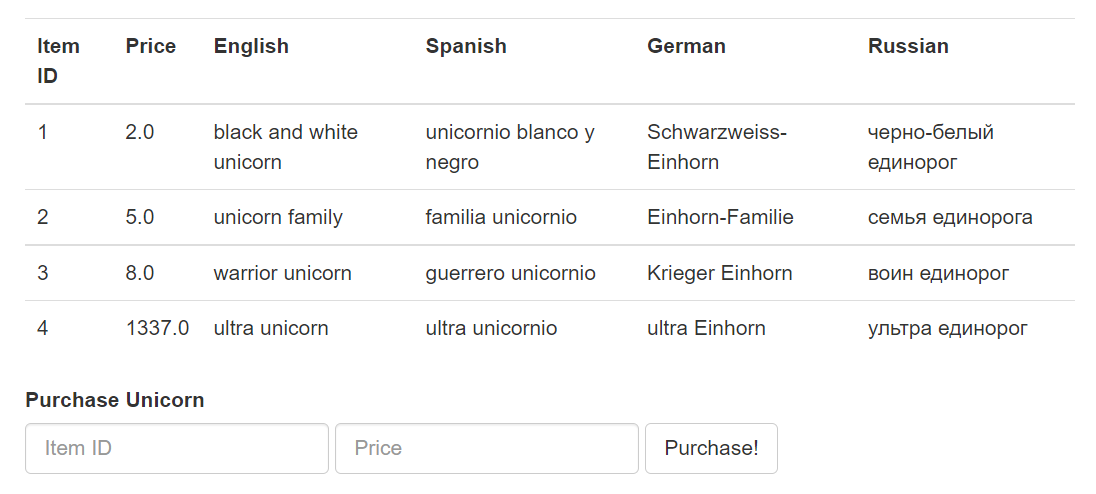 Item ID Price English Spanish German Russian
1 2.0 black and white unicorn unicornio blanco y negro Schwarzweiss-Einhorn черно-белый единорог
2 5.0 unicorn family familia unicornio Einhorn-Familie семья единорога
3 8.0 warrior unicorn guerrero unicornio Krieger Einhorn воин единорог
4 1337.0 ultra unicorn ultra unicornio ultra Einhorn ультра единорог
Purchase Unicorn
Item ID Price Purchase!